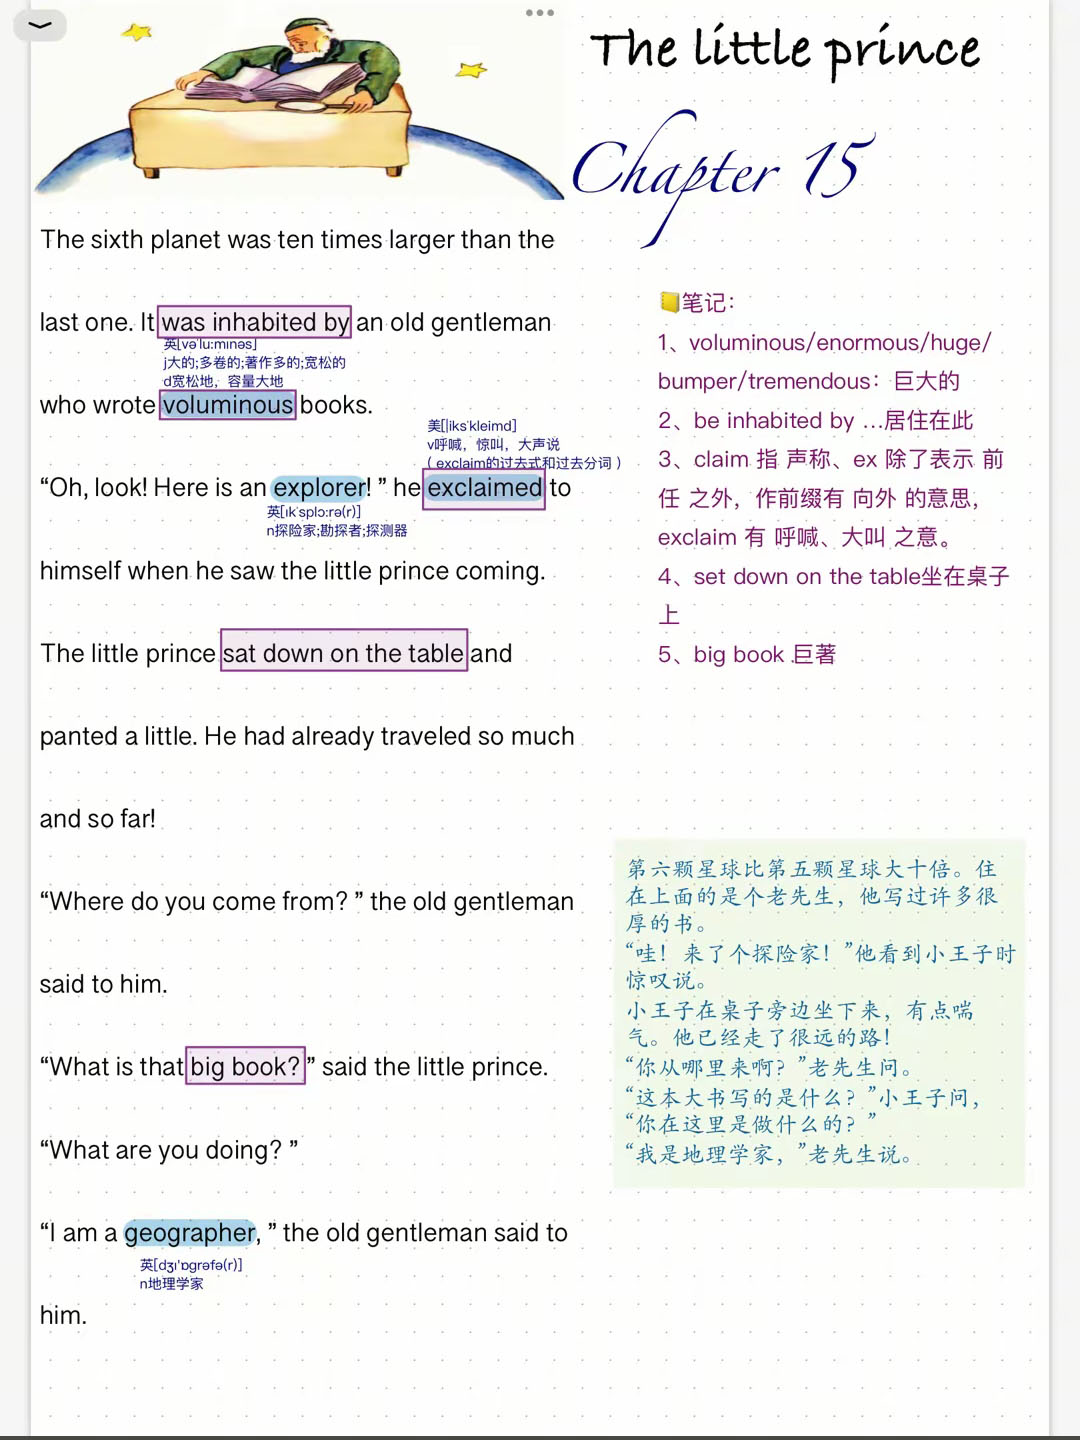 The little prince
Chapter 15
The sixth planet was ten times larger than the
last one. It was inhabited by an old gentleman
英[vəˈluːmɪnəs]
j大的;多卷的;著作多的;宽松的
d宽松地，容量大地
who wrote voluminous books.
美[|ɪksˈkleimd]
v呼喊，惊叫，大声说
( exclaim的过去式和过去分词 )
“Oh, look! Here is an explorer! ” he exclaimed to
英[ɪkˈsplɔːrə(r)]
n探险家;勘探者;探测器
himself when he saw the little prince coming.
The little prince sat down on the table and
panted a little. He had already traveled so much
and so far!
“Where do you come from? ” the old gentleman
said to him.
“What is that big book? ” said the little prince.
“What are you doing? ”
“I am a geographer, ” the old gentleman said to
英[dʒɪ'ɒgrəfə(r)]
n地理学家
him.
📒笔记：
1、voluminous/enormous/huge/
bumper/tremendous：巨大的
2、be inhabited by …居住在此
3、claim 指 声称、ex 除了表示 前
任 之外，作前缀有 向外 的意思，
exclaim 有 呼喊、大叫 之意。
4、set down on the table坐在桌子
上
5、big book 巨著
第六颗星球比第五颗星球大十倍。住
在上面的是个老先生，他写过许多很
厚的书。
“哇！来了个探险家！”他看到小王子时
惊叹说。
小王子在桌子旁边坐下来，有点喘
气。他已经走了很远的路！
“你从哪里来啊？”老先生问。
“这本大书写的是什么？”小王子问，
“你在这里是做什么的？”
“我是地理学家，”老先生说。